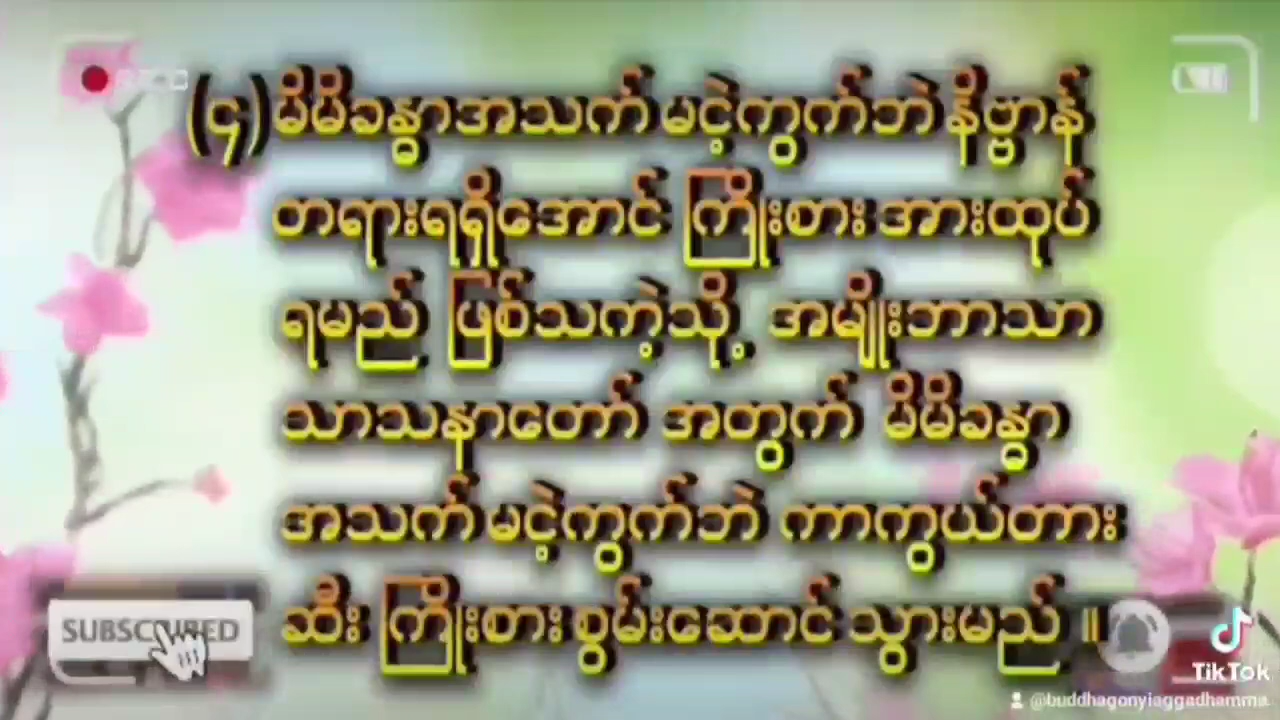 (၄) မိမိခန္ဓာအသက် မငဲ့ကွက်ဘဲ နိဗ္ဗာန်
တရားရရှိအောင် ကြိုးစား အားထုပ်
ရမည် ဖြစ်သကဲ့သို့ အမျိုးဘာသာ
သာသနာတော် အတွက် မိမိခန္ဓာ
အသက် မငဲ့ကွက်ဘဲ ကာကွယ်တား
ဆီး ကြိုးစား စွမ်းဆောင် သွားမည် ။
SUBSCRIBED
TikTok
@buddhagonyiaggadhamma